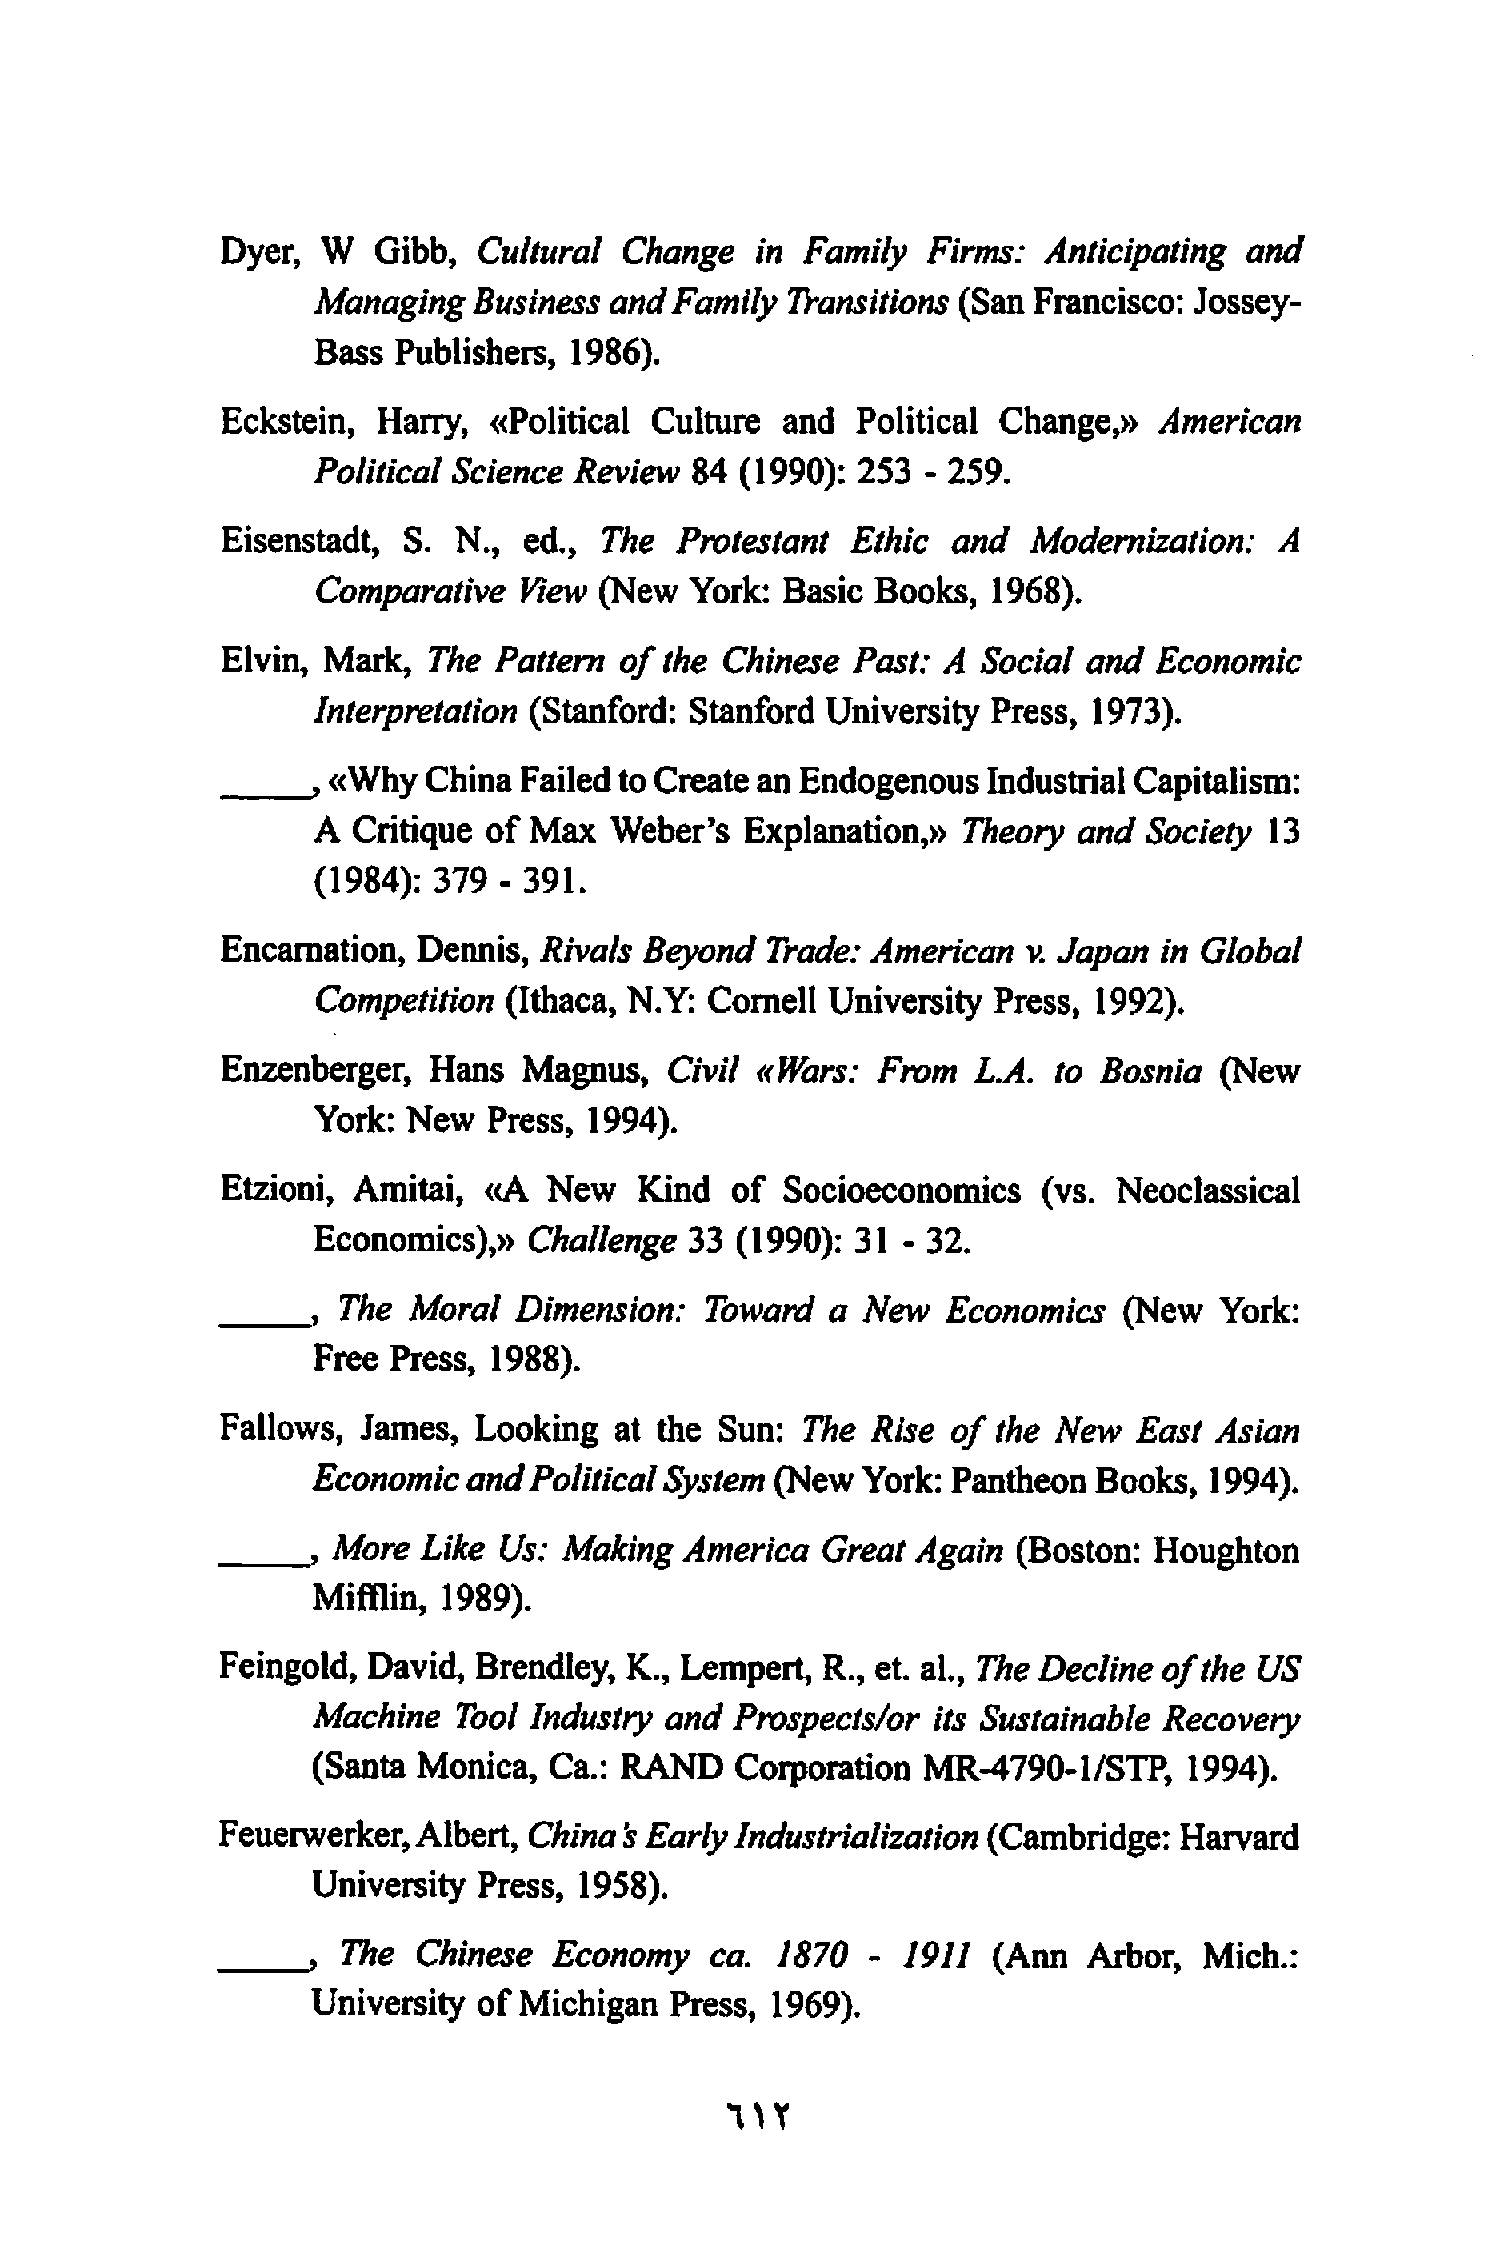 Dyer, W Gibb, Cultural Change in Family Firms: Anticipating and
Managing Business and Family Transitions (San Francisco: Jossey-
Bass Publishers, 1986).
Eckstein, Harry, «Political Culture and Political Change,» American
Political Science Review 84 (1990): 253 - 259.
Eisenstadt, S. N., ed., The Protestant Ethic and Modernization: A
Comparative View (New York: Basic Books, 1968).
Elvin, Mark, The Pattern of the Chinese Past: A Social and Economic
Interpretation (Stanford: Stanford University Press, 1973).
_____, «Why China Failed to Create an Endogenous Industrial Capitalism:
A Critique of Max Weber's Explanation,» Theory and Society 13
(1984): 379 - 391.
Encarnation, Dennis, Rivals Beyond Trade: American v. Japan in Global
Competition (Ithaca, N.Y: Cornell University Press, 1992).
Enzenberger, Hans Magnus, Civil «Wars: From L.A. to Bosnia (New
York: New Press, 1994).
Etzioni, Amitai, «A New Kind of Socioeconomics (vs. Neoclassical
Economics),» Challenge 33 (1990): 31 - 32.
_____, The Moral Dimension: Toward a New Economics (New York:
Free Press, 1988).
Fallows, James, Looking at the Sun: The Rise of the New East Asian
Economic and Political System (New York: Pantheon Books, 1994).
_____, More Like Us: Making America Great Again (Boston: Houghton
Mifflin, 1989).
Feingold, David, Brendley, K., Lempert, R., et. al., The Decline of the US
Machine Tool Industry and Prospects/or its Sustainable Recovery
(Santa Monica, Ca.: RAND Corporation MR-4790-1/STP, 1994).
Feuerwerker, Albert, China's Early Industrialization (Cambridge: Harvard
University Press, 1958).
_____, The Chinese Economy ca. 1870 - 1911 (Ann Arbor, Mich.:
University of Michigan Press, 1969).
٦١٢